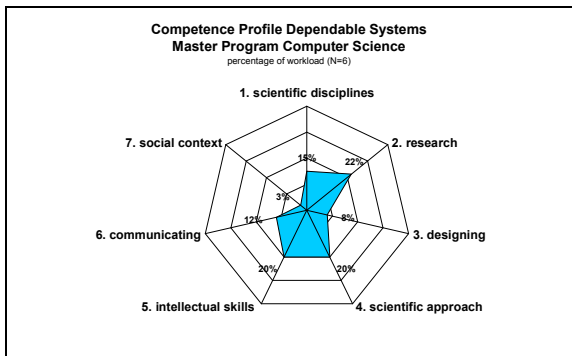 Competence Profile Dependable Systems
Master Program Computer Science
percentage of workload (N=6)
1. scientific disciplines
7. social context
2. research
15%
22%
3%
12%
8%
6. communicating
3. designing
20%
20%
5. intellectual skills
4. scientific approach